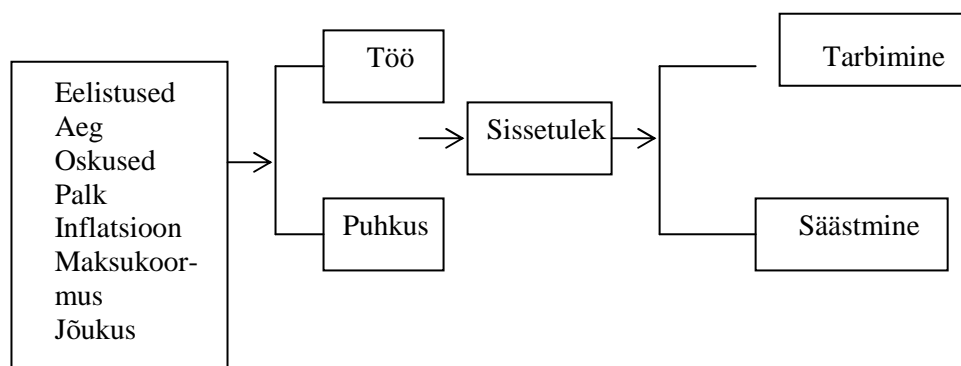 Eelistused
Aeg
Oskused
Palk
Inflatsioon
Maksukoor-
mus
Jõukus
Töö
Puhkus
Sissetulek
Tarbimine
Säästmine